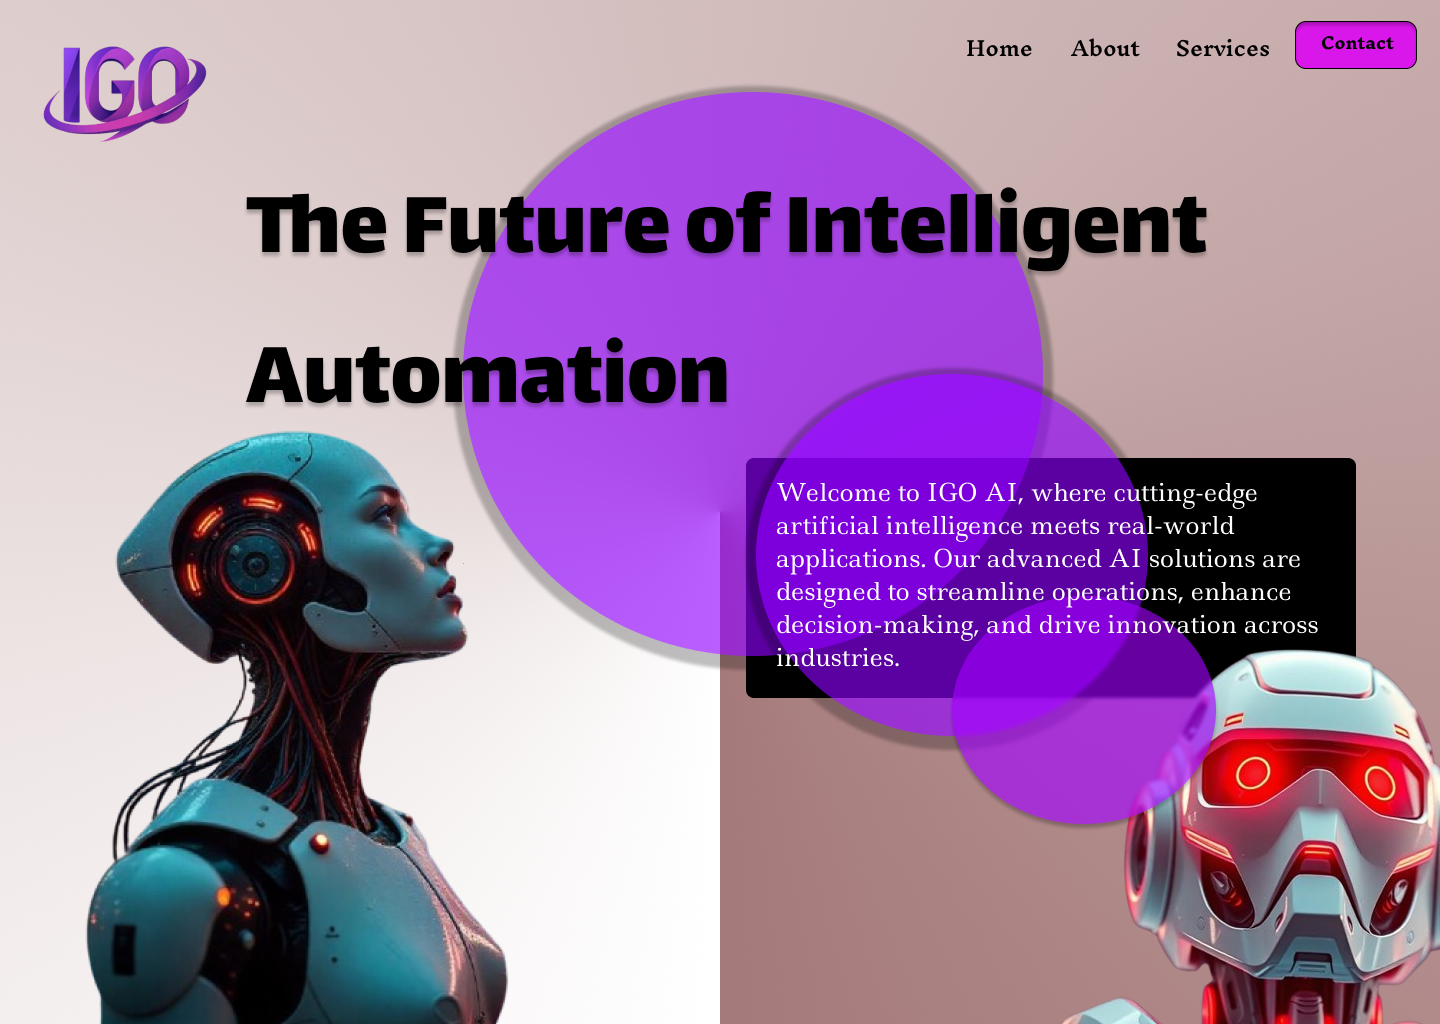 IGO
Home About Services Contact
The Future of Intelligent
Automation
Welcome to IGO AI, where cutting-edge
artificial intelligence meets real-world
applications. Our advanced AI solutions are
designed to streamline operations, enhance
decision-making, and drive innovation across
industries.